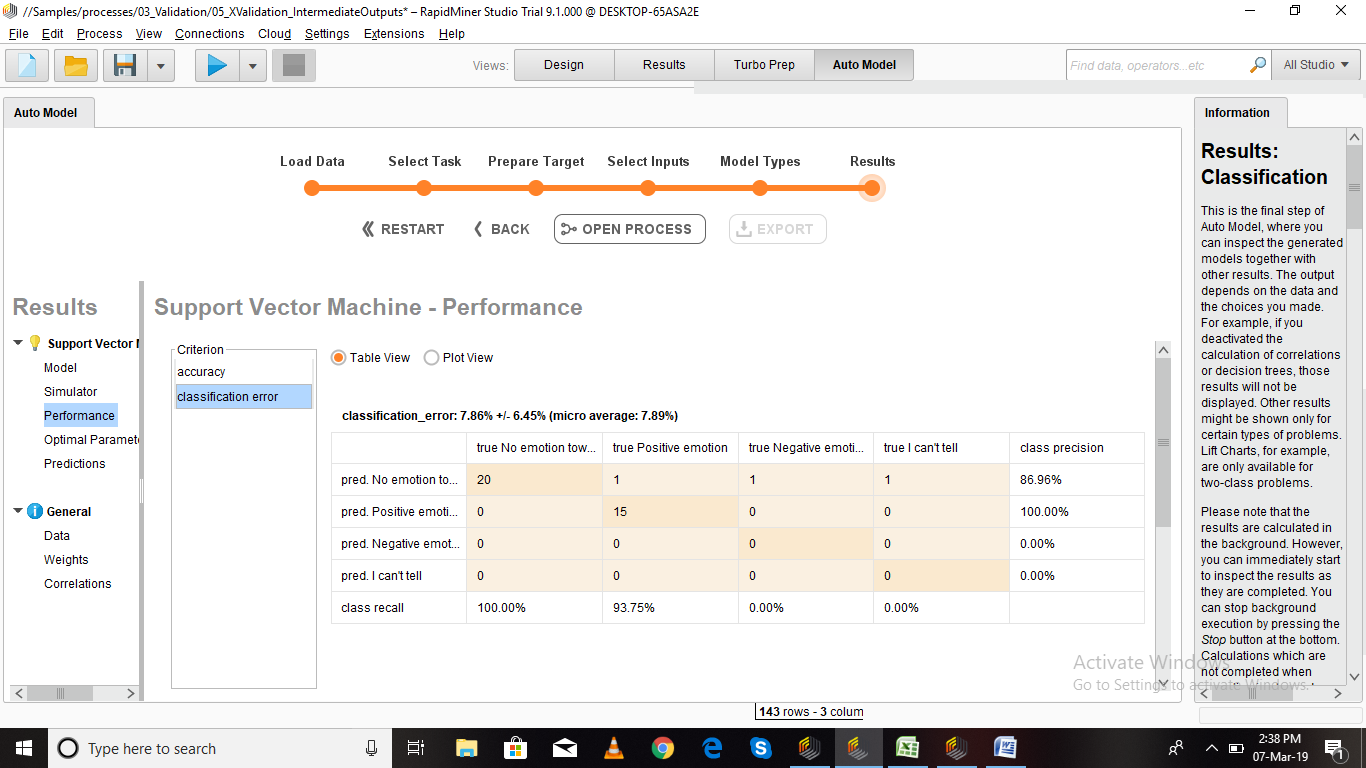 //Samples/processes/03_Validation/05_XValidation_IntermediateOutputs* – RapidMiner Studio Trial 9.1.000 @ DESKTOP-65ASA2E
File Edit Process View Connections Cloud Settings Extensions Help
Views: Design Results Turbo Prep Auto Model Find data, operators...etc All Studio
Auto Model
Load Data Select Task Prepare Target Select Inputs Model Types Results
RESTART BACK OPEN PROCESS EXPORT
Results
Support Vector M
Model
Simulator
Performance
Optimal Paramete
Predictions
General
Data
Weights
Correlations
Support Vector Machine - Performance
Criterion
accuracy
classification error
Table View Plot View
classification_error: 7.86% +/- 6.45% (micro average: 7.89%)
true No emotion tow... true Positive emotion true Negative emoti... true I can't tell class precision
pred. No emotion to... 20 1 1 1 86.96%
pred. Positive emoti... 0 15 0 0 100.00%
pred. Negative emot... 0 0 0 0 0.00%
pred. I can't tell 0 0 0 0 0.00%
class recall 100.00% 93.75% 0.00% 0.00%
Information
Results:
Classification
This is the final step of
Auto Model, where you
can inspect the generated
models together with
other results. The output
depends on the data and
the choices you made.
For example, if you
deactivated the
calculation of correlations
or decision trees, those
results will not be
displayed. Other results
might be shown only for
certain types of problems.
Lift Charts, for example,
are only available for
two-class problems.
Please note that the
results are calculated in
the background. However,
you can immediately start
to inspect the results as
they are completed. You
can stop background
execution by pressing the
Stop button at the bottom.
Calculations which are
not completed when
Activate Windows
Go to Settings to activate Windows.
143 rows - 3 colum
Type here to search
2:38 PM
07-Mar-19
1